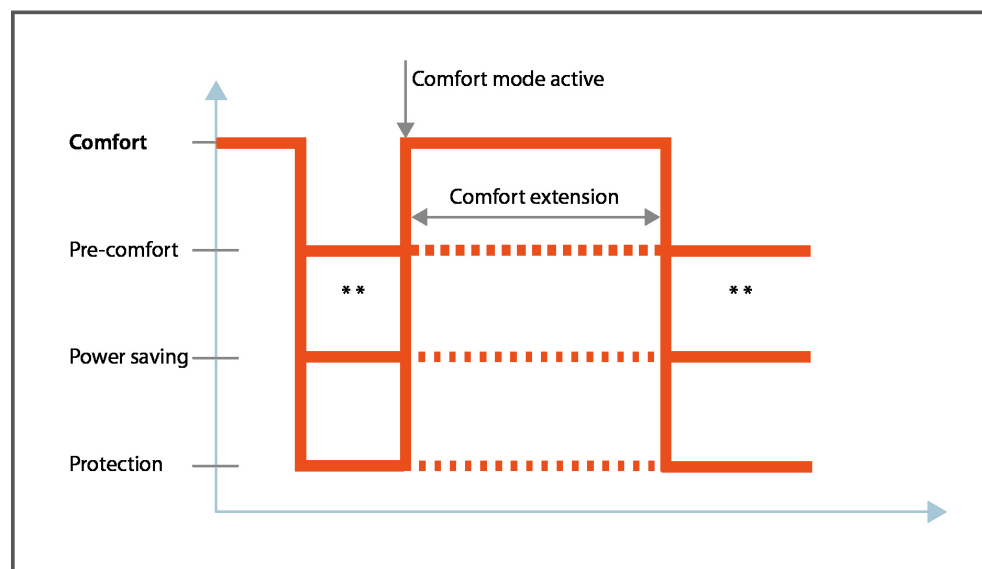 Comfort mode active
Comfort
Comfort extension
Pre-comfort
**
**
Power saving
Protection